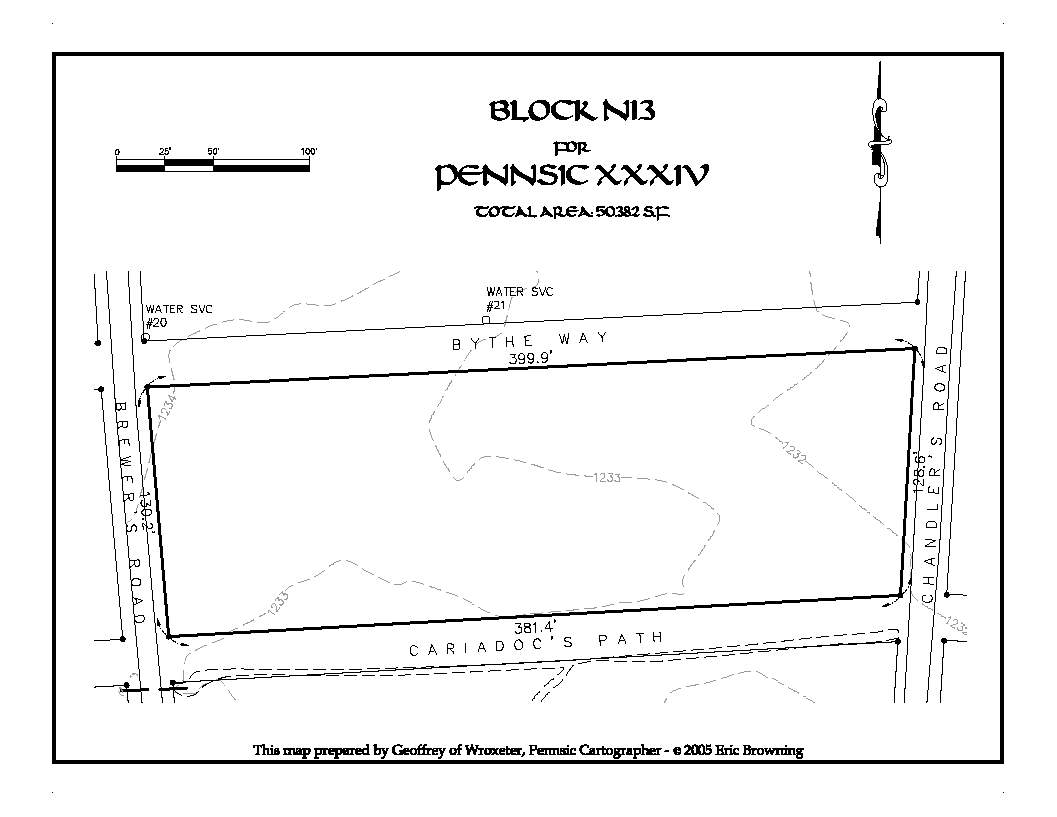 BLOCK N13
FOR
PENNSIC XXXIV
TOTAL AREA: 50382 S.F.
0 25' 50' 100'
WATER SVC
#20
WATER SVC
#21
BYTHE WAY
399.9'
BREWER'S ROAD
130.2'
CHANDLER'S ROAD
128.6'
1234
1232
1233
1233
1232
381.4'
CARIADOC'S PATH
This map prepared by Geoffrey of Wroxeter, Pennsic Cartographer - © 2005 Eric Browning